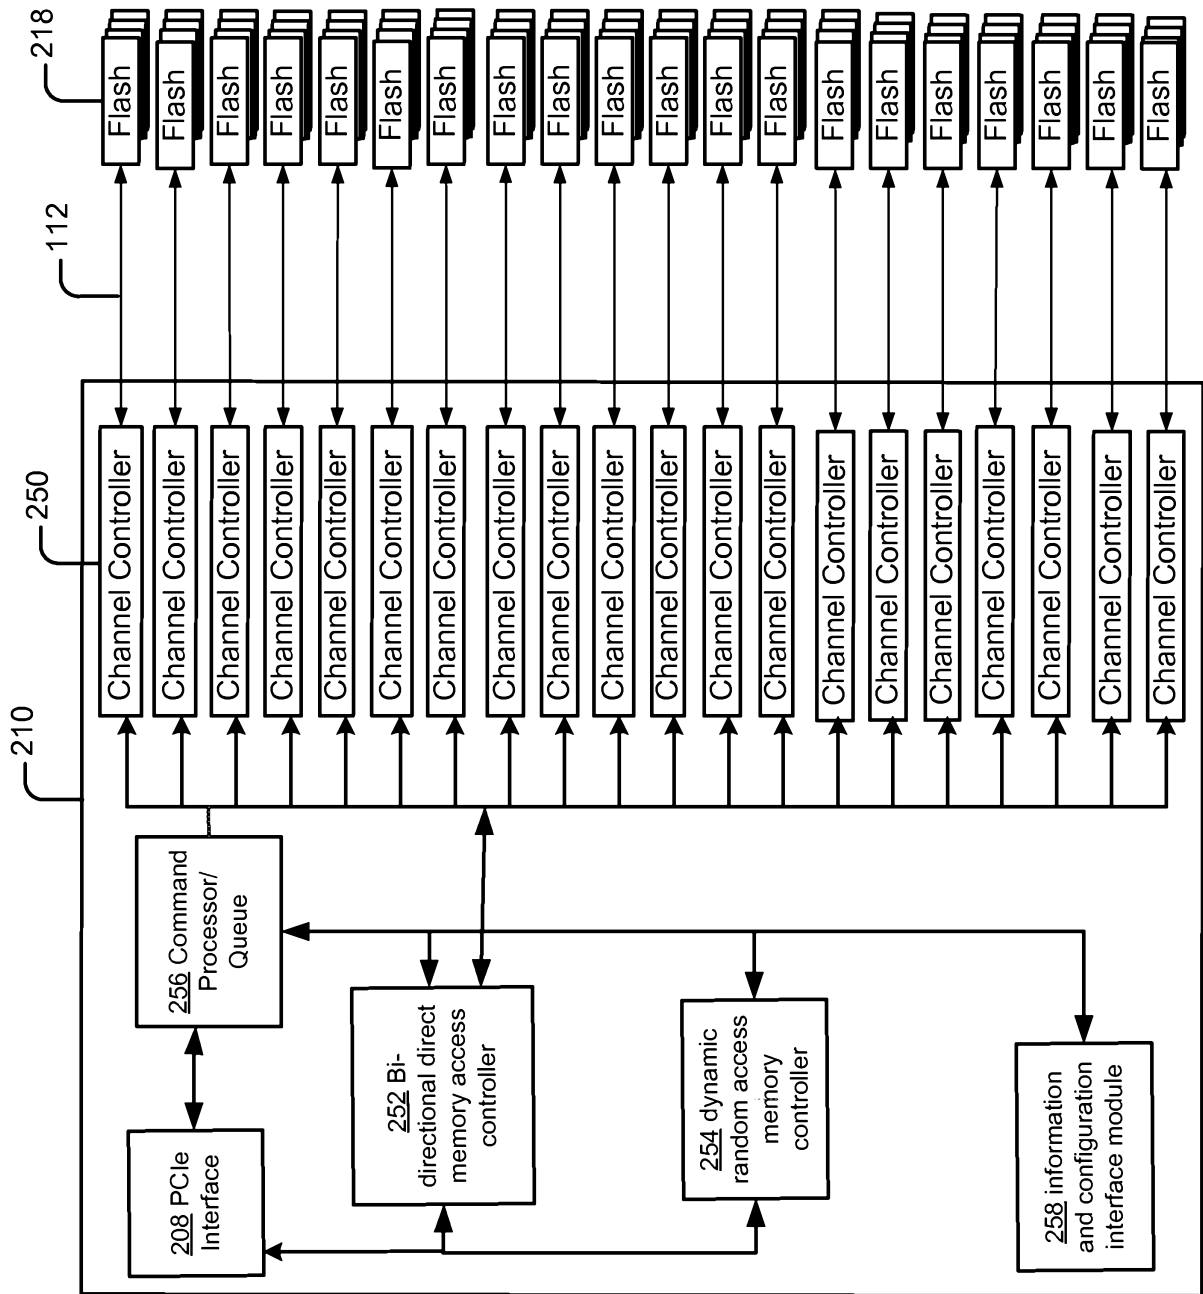 210
250
112
218
208 PCIe
Interface
256 Command
Processor/
Queue
252 Bi-
directional direct
memory access
controller
254 dynamic
random access
memory
controller
258 information
and configuration
interface module
Channel Controller
Flash
Channel Controller
Flash
Channel Controller
Flash
Channel Controller
Flash
Channel Controller
Flash
Channel Controller
Flash
Channel Controller
Flash
Channel Controller
Flash
Channel Controller
Flash
Channel Controller
Flash
Channel Controller
Flash
Channel Controller
Flash
Channel Controller
Flash
Channel Controller
Flash
Channel Controller
Flash
Channel Controller
Flash
Channel Controller
Flash
Channel Controller
Flash
Channel Controller
Flash
Channel Controller
Flash